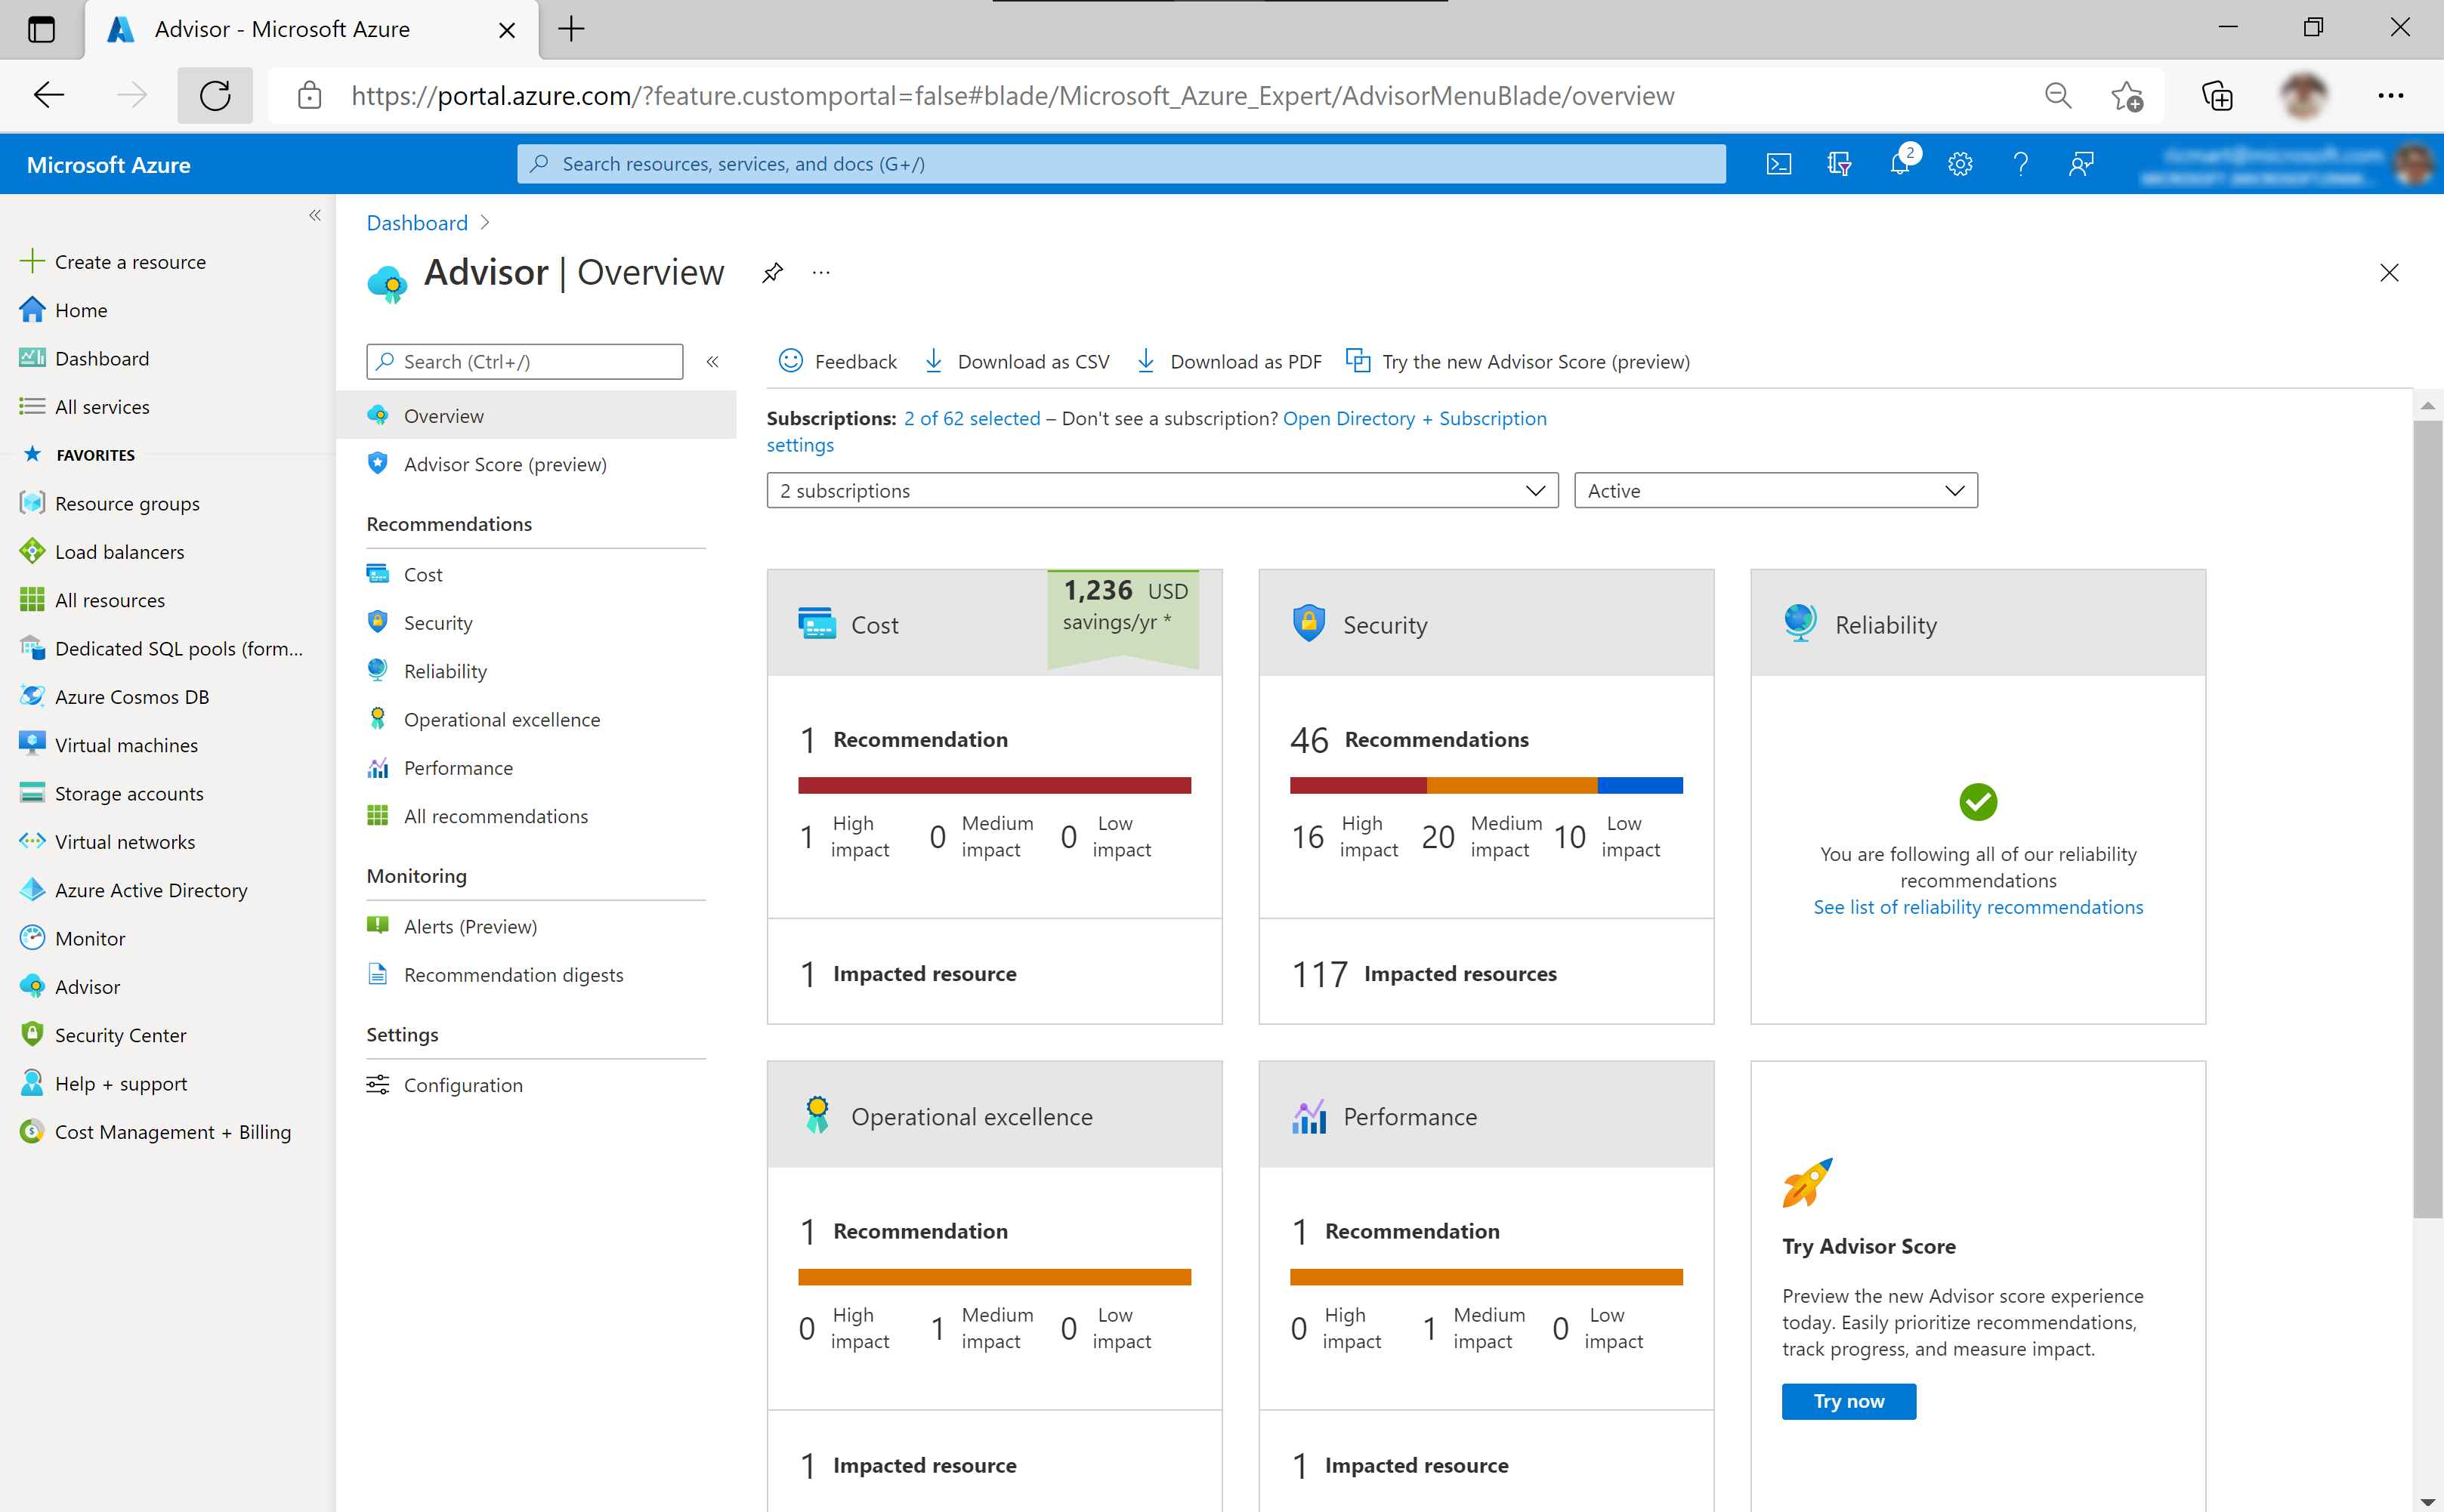 Advisor - Microsoft Azure
https://portal.azure.com/?feature.customportal=false#blade/Microsoft_Azure_Expert/AdvisorMenuBlade/overview
Microsoft Azure
Search resources, services, and docs (G+/)
2
Create a resource
Home
Dashboard
All services
FAVORITES
Resource groups
Load balancers
All resources
Dedicated SQL pools (form...
Azure Cosmos DB
Virtual machines
Storage accounts
Virtual networks
Azure Active Directory
Monitor
Advisor
Security Center
Help + support
Cost Management + Billing
Dashboard
Advisor | Overview
Search (Ctrl+/)
Overview
Advisor Score (preview)
Recommendations
Cost
Security
Reliability
Operational excellence
Performance
All recommendations
Monitoring
Alerts (Preview)
Recommendation digests
Settings
Configuration
Feedback
Download as CSV
Download as PDF
Try the new Advisor Score (preview)
Subscriptions: 2 of 62 selected – Don't see a subscription? Open Directory + Subscription
settings
2 subscriptions
Active
Cost
1,236 USD
savings/yr *
1 Recommendation
1 High impact
0 Medium impact
0 Low impact
1 Impacted resource
Security
46 Recommendations
16 High impact
20 Medium impact
10 Low impact
117 Impacted resources
Reliability
You are following all of our reliability
recommendations
See list of reliability recommendations
Operational excellence
1 Recommendation
0 High impact
1 Medium impact
0 Low impact
1 Impacted resource
Performance
1 Recommendation
0 High impact
1 Medium impact
0 Low impact
1 Impacted resource
Try Advisor Score
Preview the new Advisor score experience
today. Easily prioritize recommendations,
track progress, and measure impact.
Try now